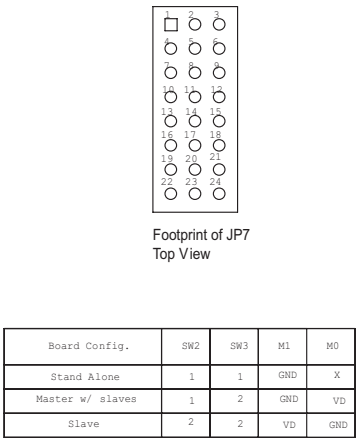 1 2 3
4 5 6
7 8 9
10 11 12
13 14 15
16 17 18
19 20 21
22 23 24
Footprint of JP7
Top View
Board Config. SW2 SW3 M1 M0
Stand Alone 1 1 GND X
Master w/ slaves 1 2 GND VD
Slave 2 2 VD GND